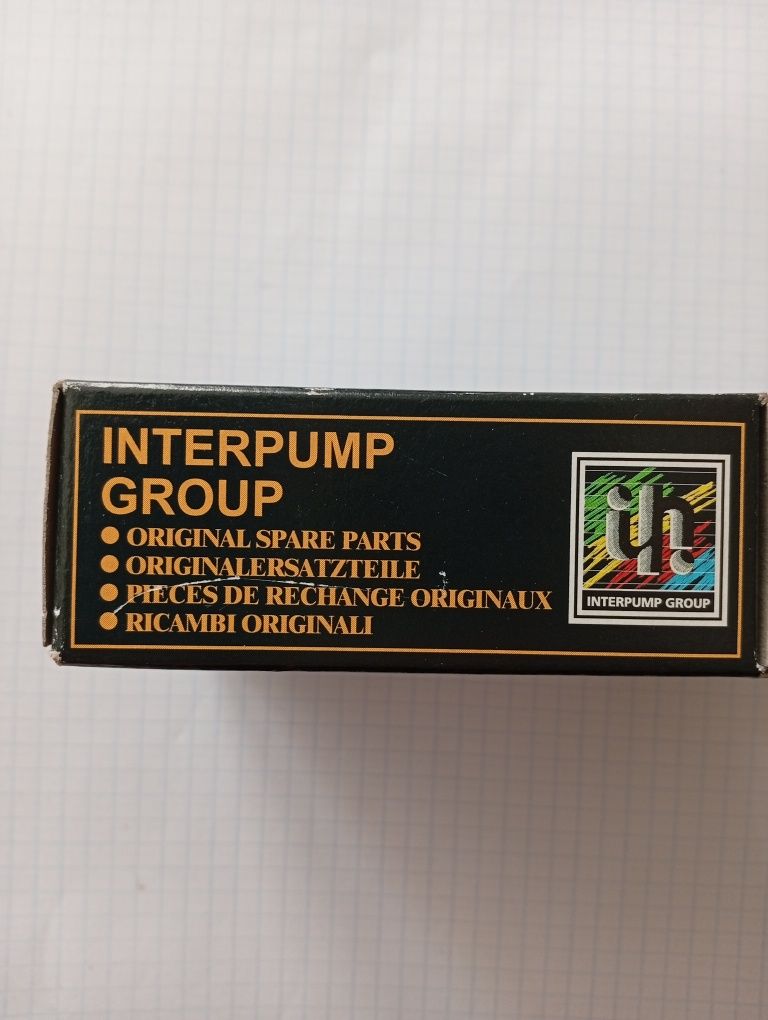 INTERPUMP
GROUP
● ORIGINAL SPARE PARTS
● ORIGINALERSATZTEILE
● PIECES DE RECHANGE ORIGINAUX
● RICAMBI ORIGINALI
INTERPUMP GROUP